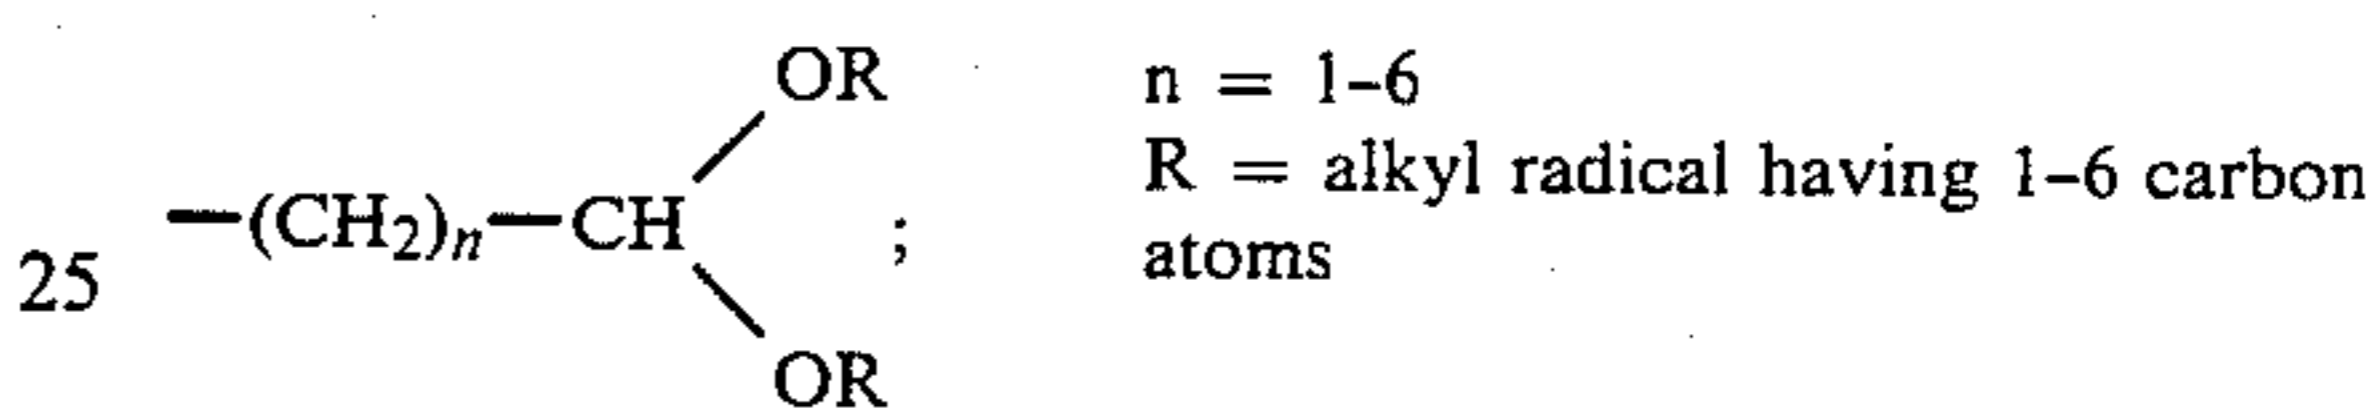 OR
n = 1–6
R = alkyl radical having 1–6 carbon
—(CH₂)ₙ—CH ;
atoms
25
OR